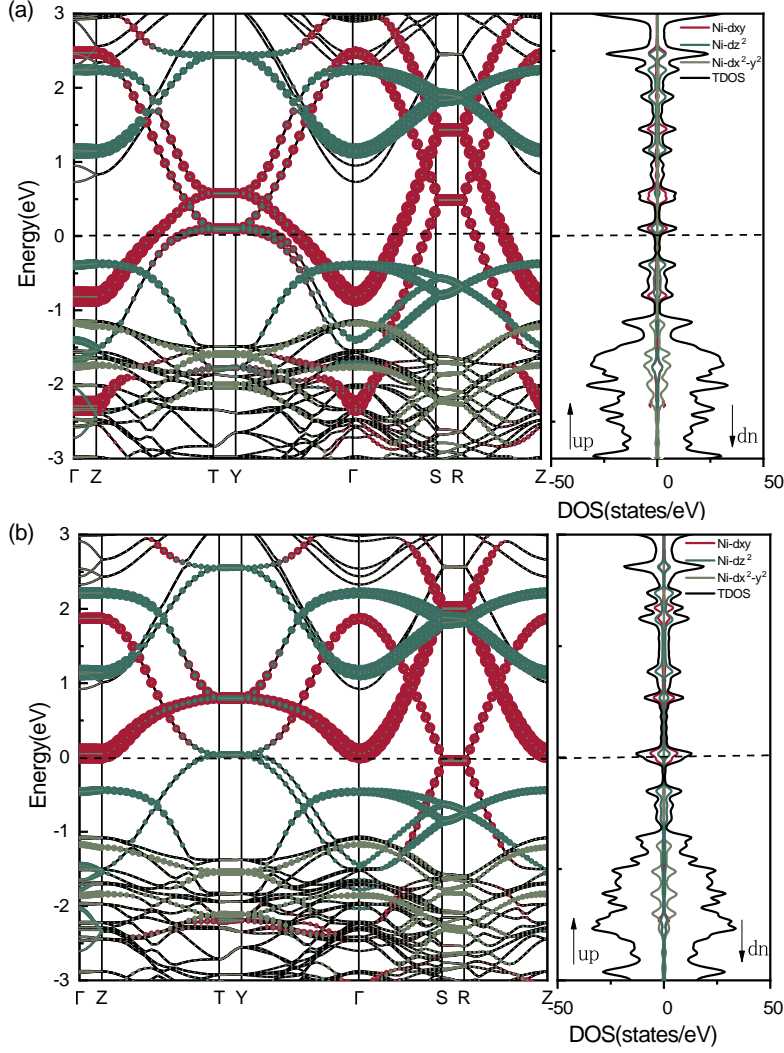 (a)
3
2
1
0
-1
-2
-3
Energy(eV)
Γ Z T Y Γ S R Z
Ni-dxy
Ni-dz²
Ni-dx²-y²
TDOS
up
dn
-50 0 50
DOS(states/eV)
(b)
3
2
1
0
-1
-2
-3
Energy(eV)
Γ Z T Y Γ S R Z
Ni-dxy
Ni-dz²
Ni-dx²-y²
TDOS
up
dn
-50 0 50
DOS(states/eV)